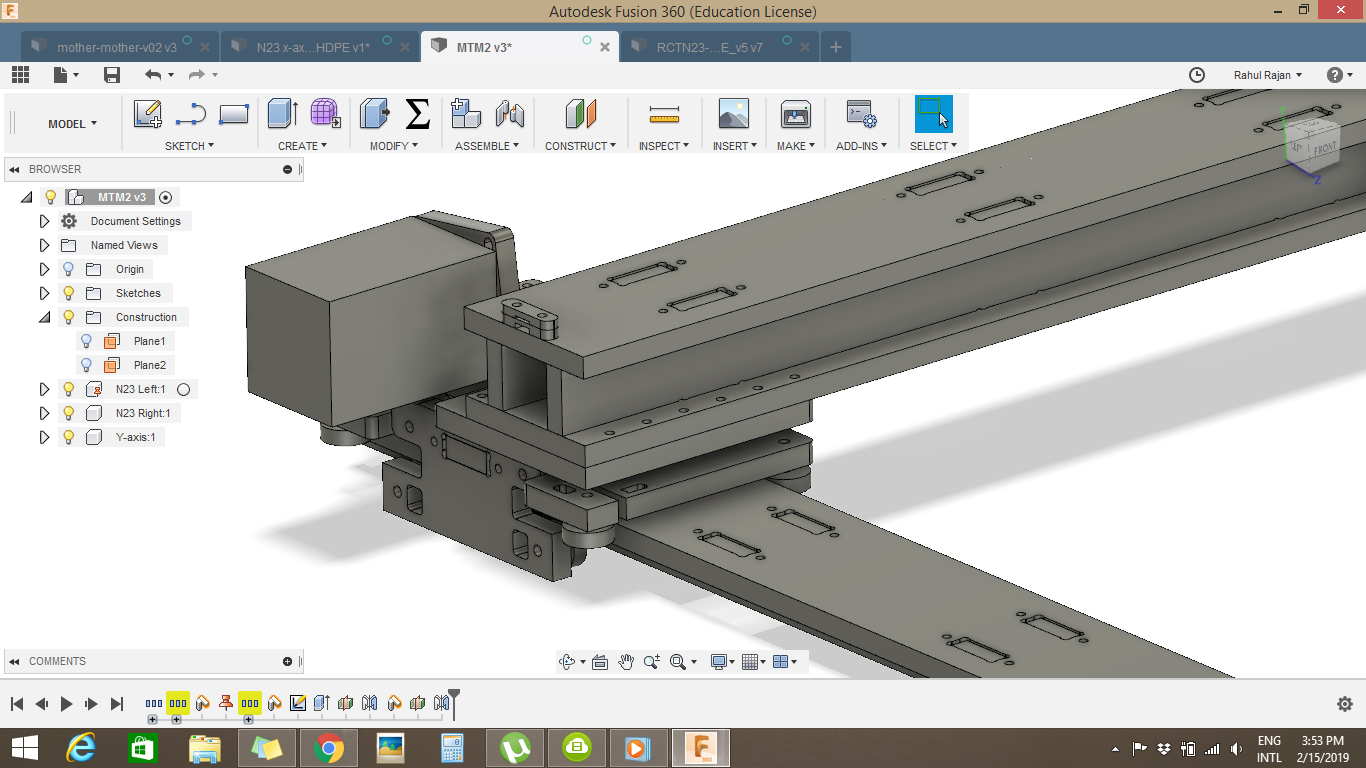 Autodesk Fusion 360 (Education License)
mother-mother-v02 v3
N23 x-ax....HDPE v1*
MTM2 v3*
RCTN23-...E_v5 v7
Rahul Rajan
MODEL
SKETCH
CREATE
MODIFY
ASSEMBLE
CONSTRUCT
INSPECT
INSERT
MAKE
ADD-INS
SELECT
BROWSER
FRONT
Z
MTM2 v3
Document Settings
Named Views
Origin
Sketches
Construction
Plane1
Plane2
N23 Left:1
N23 Right:1
Y-axis:1
COMMENTS
ENG
INTL
3:53 PM
2/15/2019